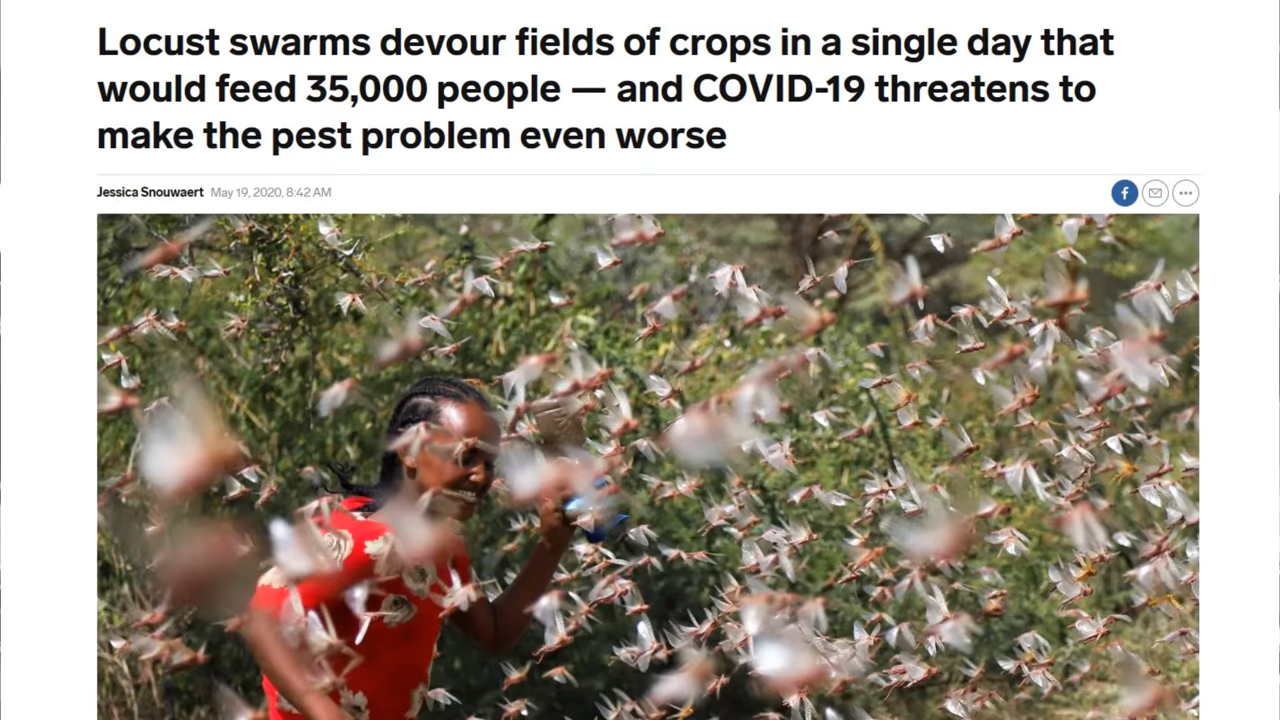 Locust swarms devour fields of crops in a single day that
would feed 35,000 people — and COVID-19 threatens to
make the pest problem even worse
Jessica Snouwaert May 19, 2020, 8:42 AM